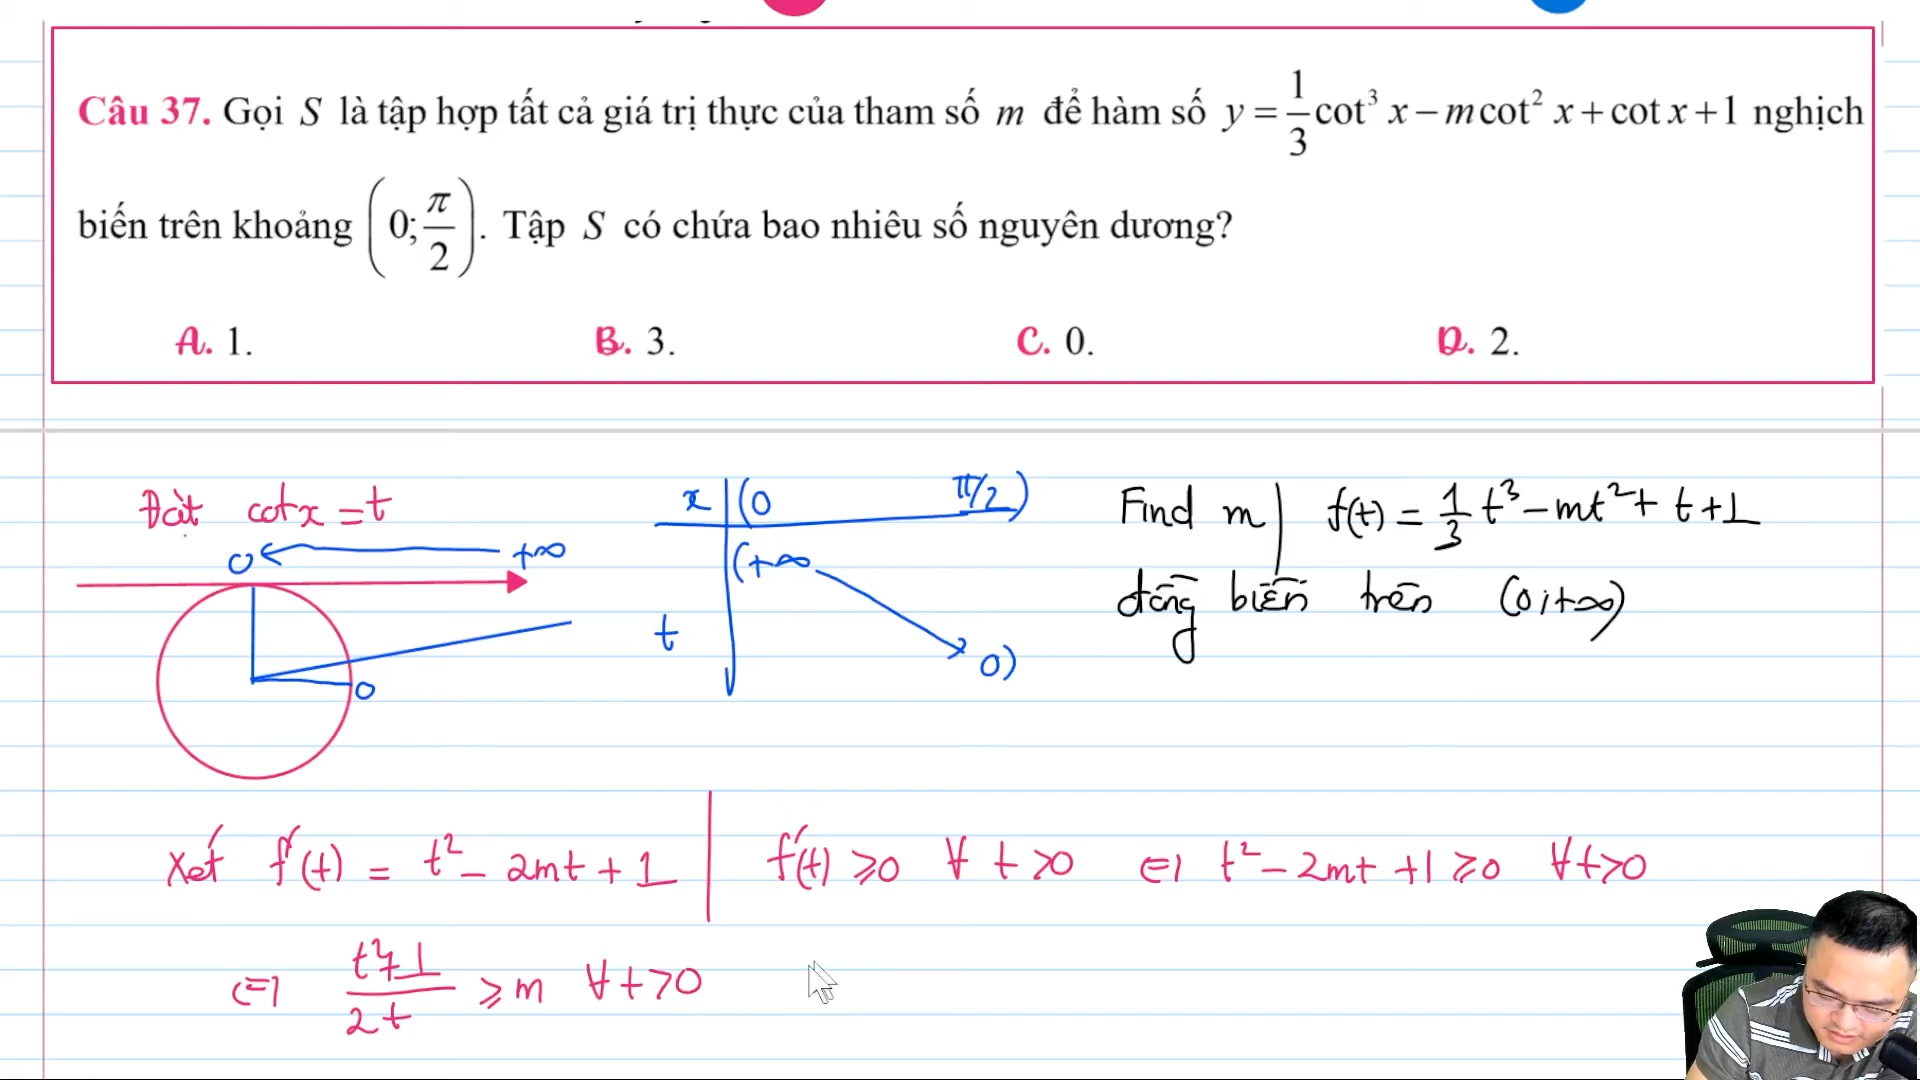 Câu 37. Gọi S là tập hợp tất cả giá trị thực của tham số m để hàm số y = 1/3 cot³ x − m cot² x + cot x + 1 nghịch
biến trên khoảng (0; π/2). Tập S có chứa bao nhiêu số nguyên dương?
A. 1. B. 3. C. 0. D. 2.
Đặt cotx = t
0 +∞
0
x (0 π/2)
t (+∞ 0)
Find m | f(t) = 1/3 t³ − mt² + t + 1
đồng biến trên (0; +∞)
Xét f'(t) = t² − 2mt + 1 | f'(t) ⩾ 0 ∀ t > 0 ⇔ t² − 2mt + 1 ⩾ 0 ∀ t > 0
⇔ (t² + 1)/(2t) ⩾ m ∀ t > 0